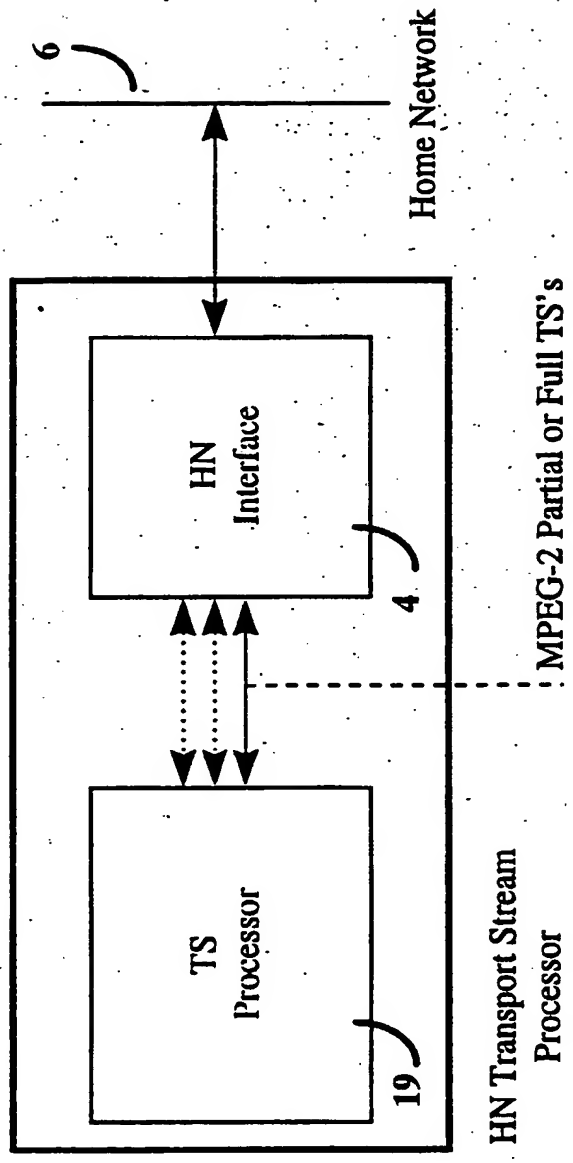 HN Transport Stream
Processor
19
TS
Processor
MPEG-2 Partial or Full TS's
4
HN
Interface
Home Network
6